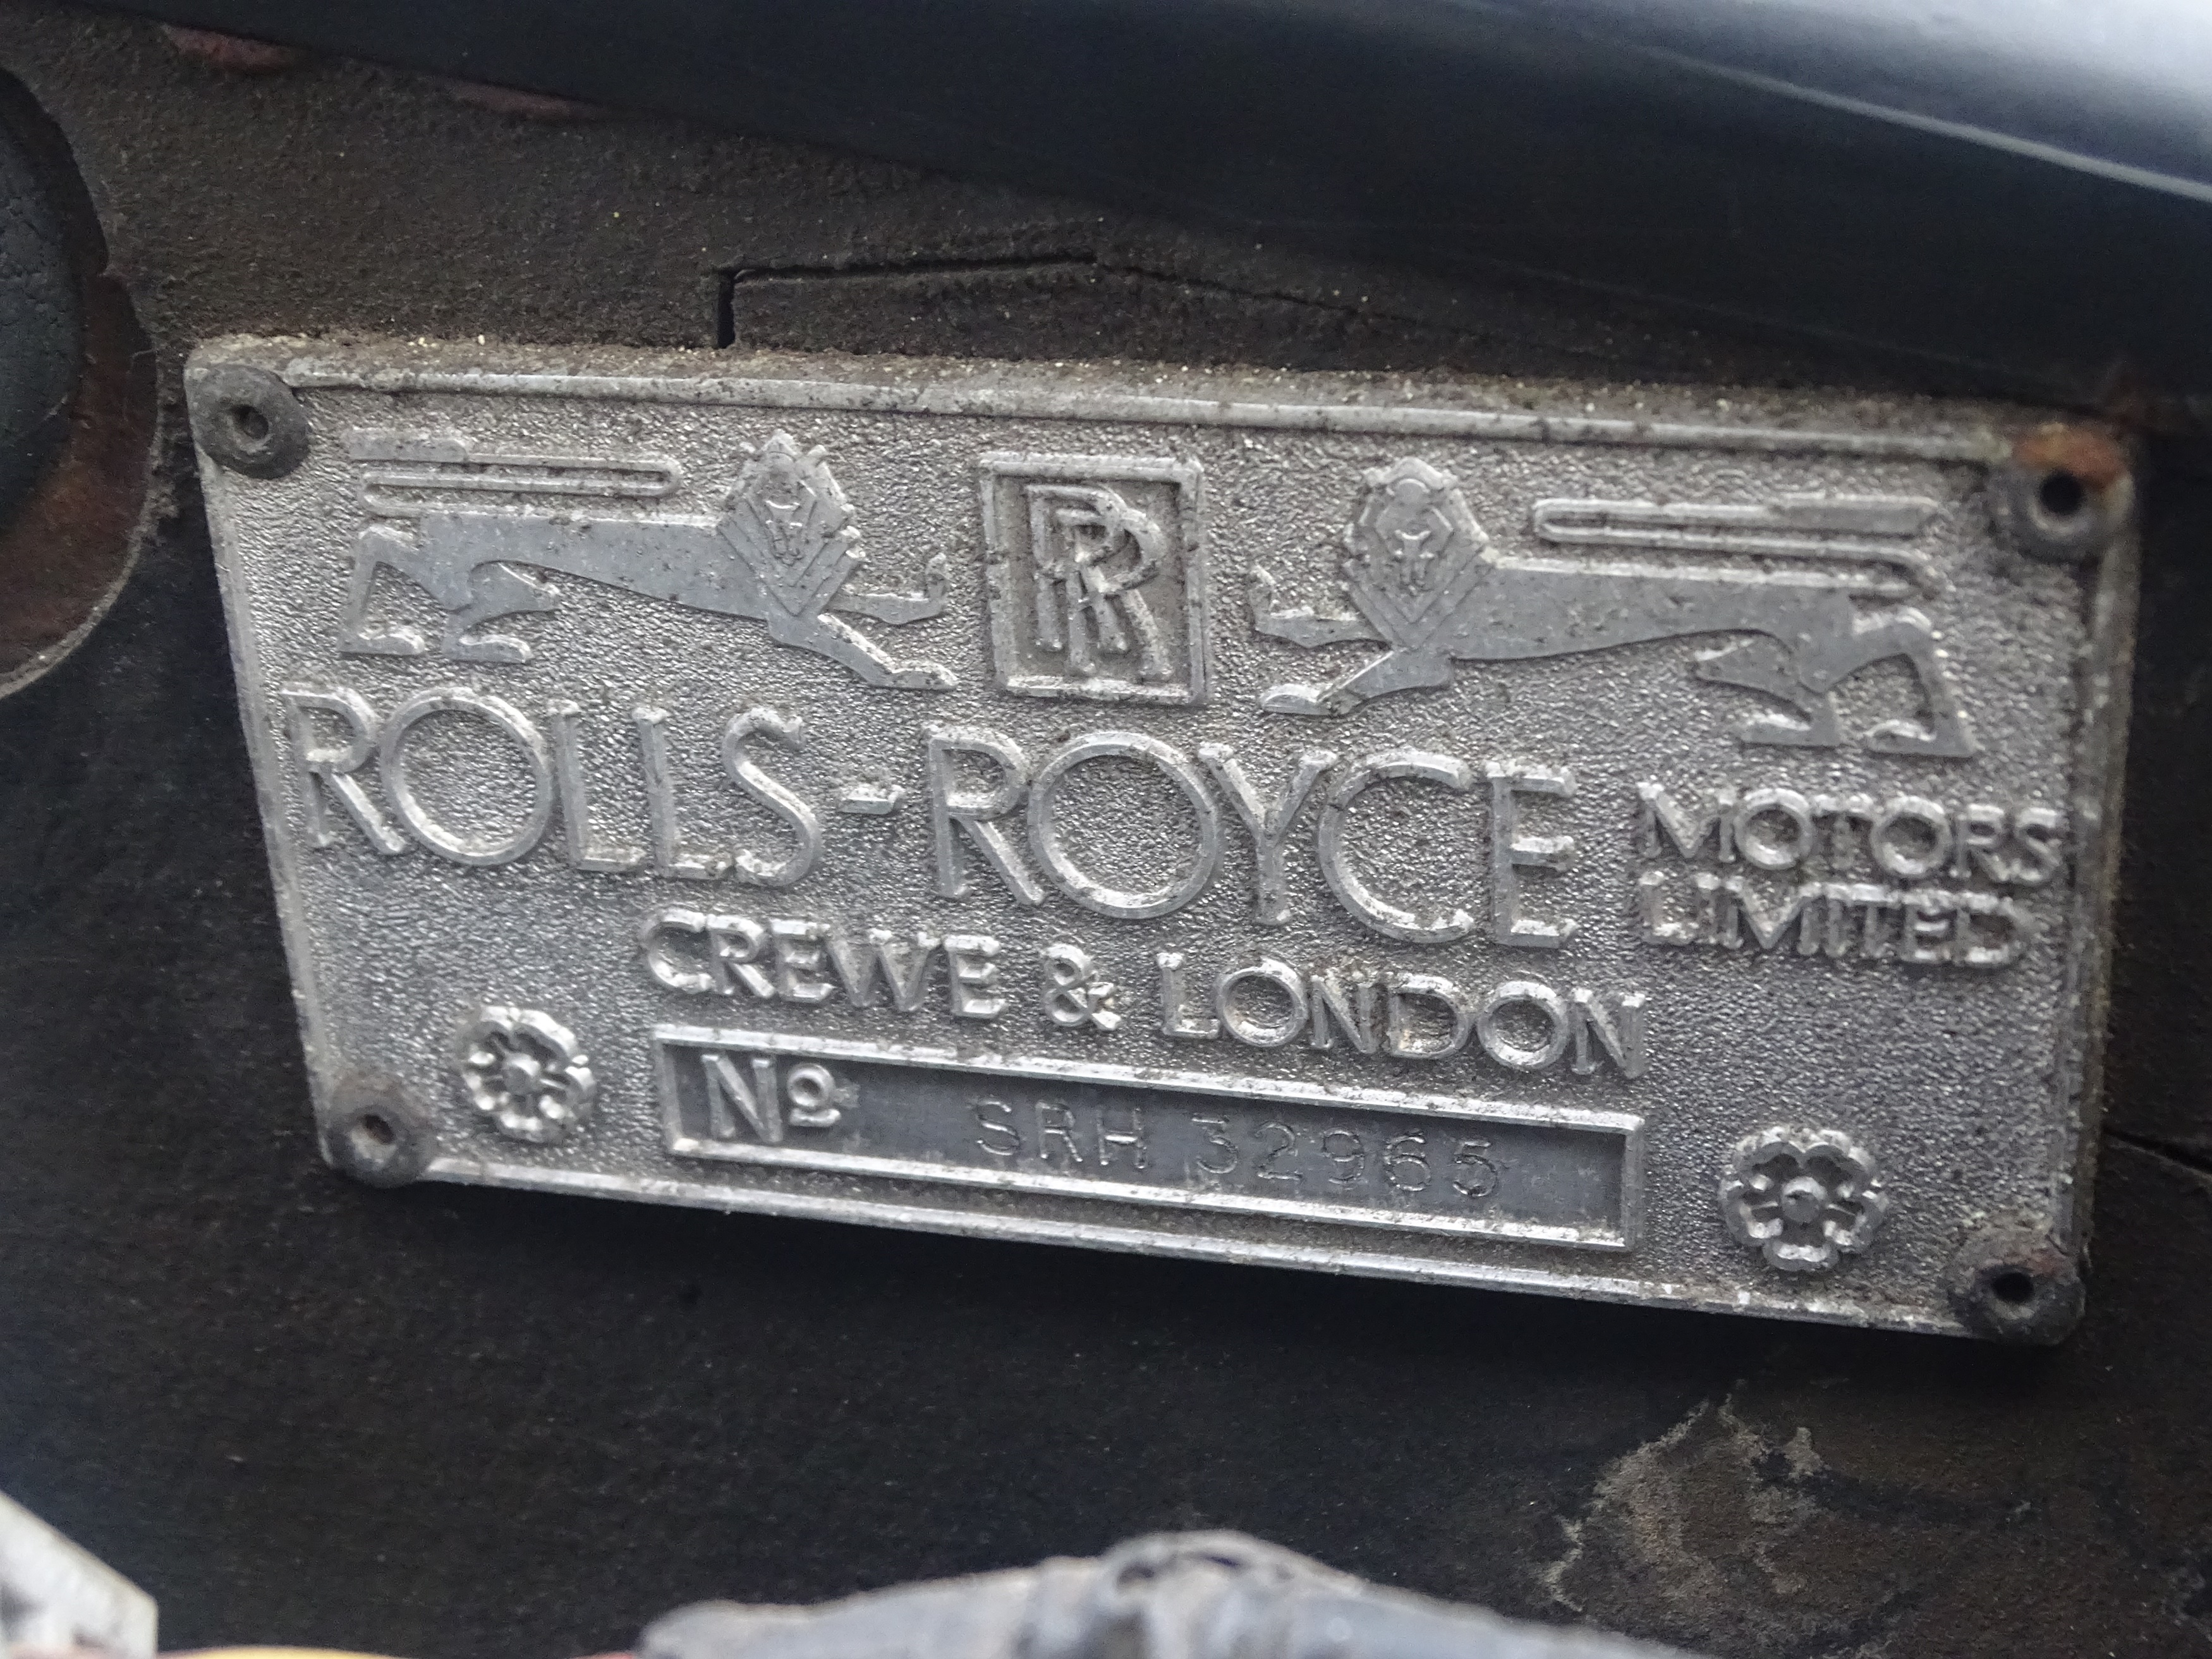 RR
ROLLS-ROYCE MOTORS LIMITED
CREWE & LONDON
Nº SRH 32965